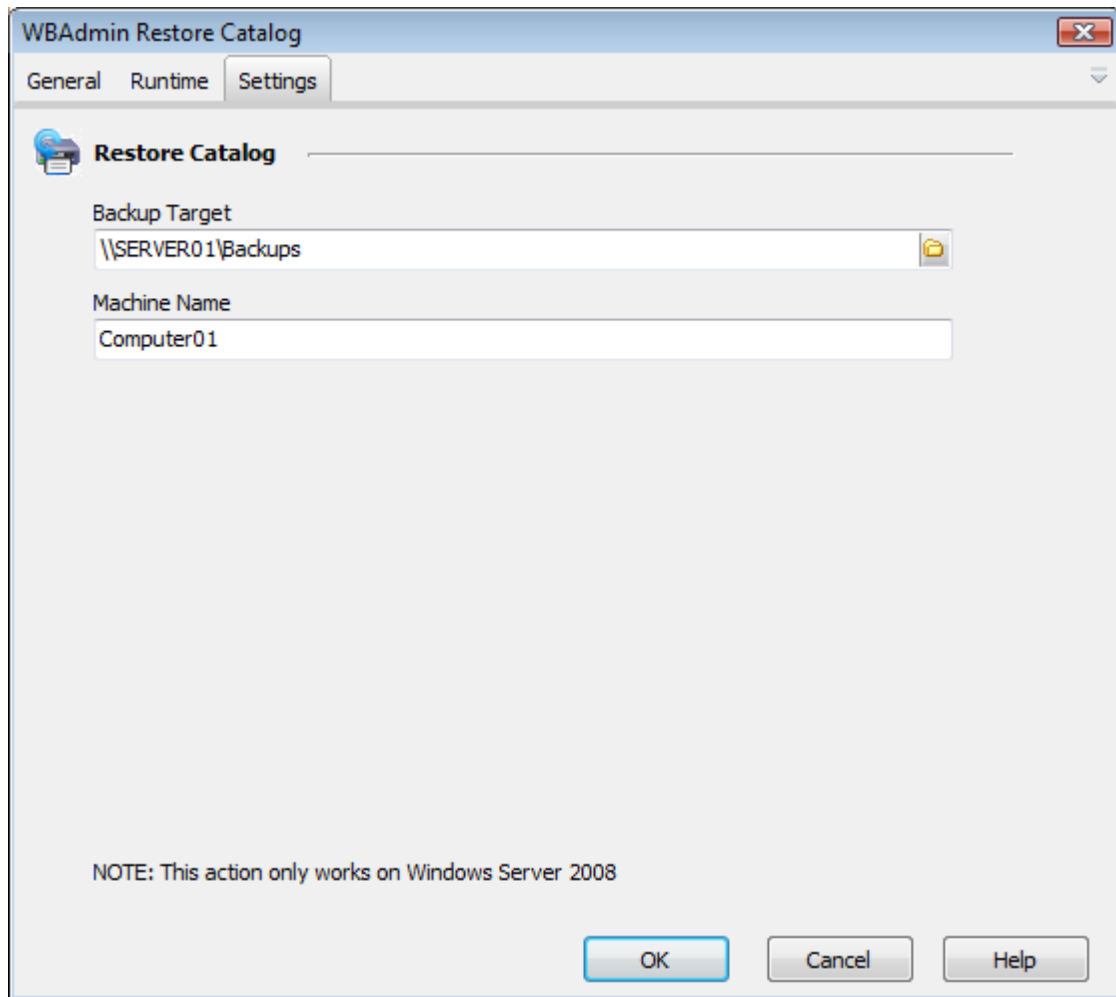 WBAdmin Restore Catalog
General Runtime Settings
Restore Catalog
Backup Target
\\SERVER01\Backups
Machine Name
Computer01
NOTE: This action only works on Windows Server 2008
OK Cancel Help